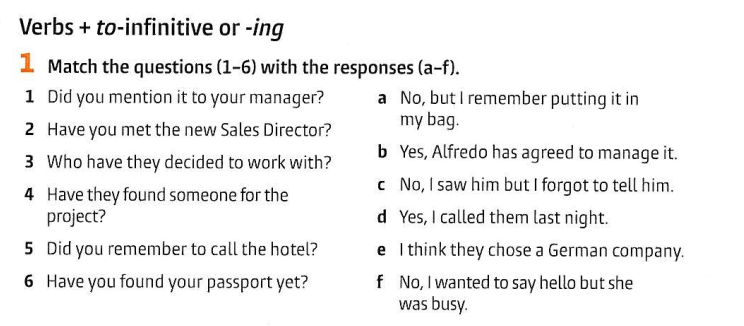 Verbs + to-infinitive or -ing
1 Match the questions (1–6) with the responses (a–f).
1 Did you mention it to your manager?
2 Have you met the new Sales Director?
3 Who have they decided to work with?
4 Have they found someone for the
project?
5 Did you remember to call the hotel?
6 Have you found your passport yet?
a No, but I remember putting it in
my bag.
b Yes, Alfredo has agreed to manage it.
c No, I saw him but I forgot to tell him.
d Yes, I called them last night.
e I think they chose a German company.
f No, I wanted to say hello but she
was busy.